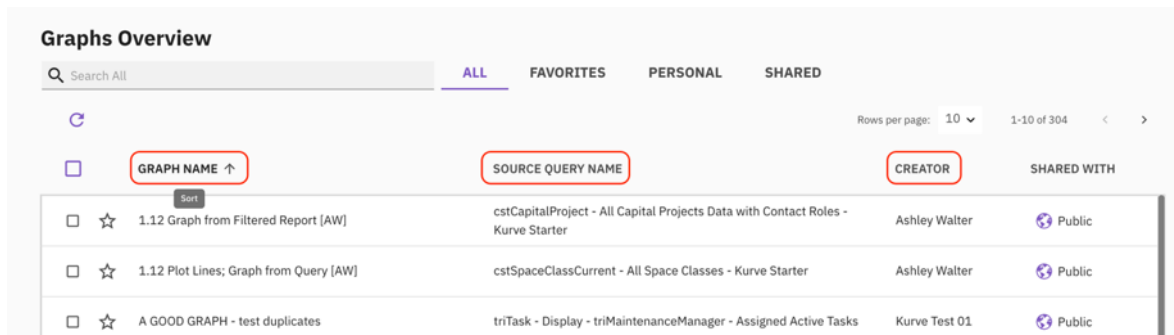 Graphs Overview
Search All
ALL FAVORITES PERSONAL SHARED
Rows per page: 10 1-10 of 304
GRAPH NAME SOURCE QUERY NAME CREATOR SHARED WITH
Sort
1.12 Graph from Filtered Report [AW] cstCapitalProject - All Capital Projects Data with Contact Roles - Ashley Walter Public
Kurve Starter
1.12 Plot Lines; Graph from Query [AW] cstSpaceClassCurrent - All Space Classes - Kurve Starter Ashley Walter Public
A GOOD GRAPH - test duplicates triTask - Display - triMaintenanceManager - Assigned Active Tasks Kurve Test 01 Public